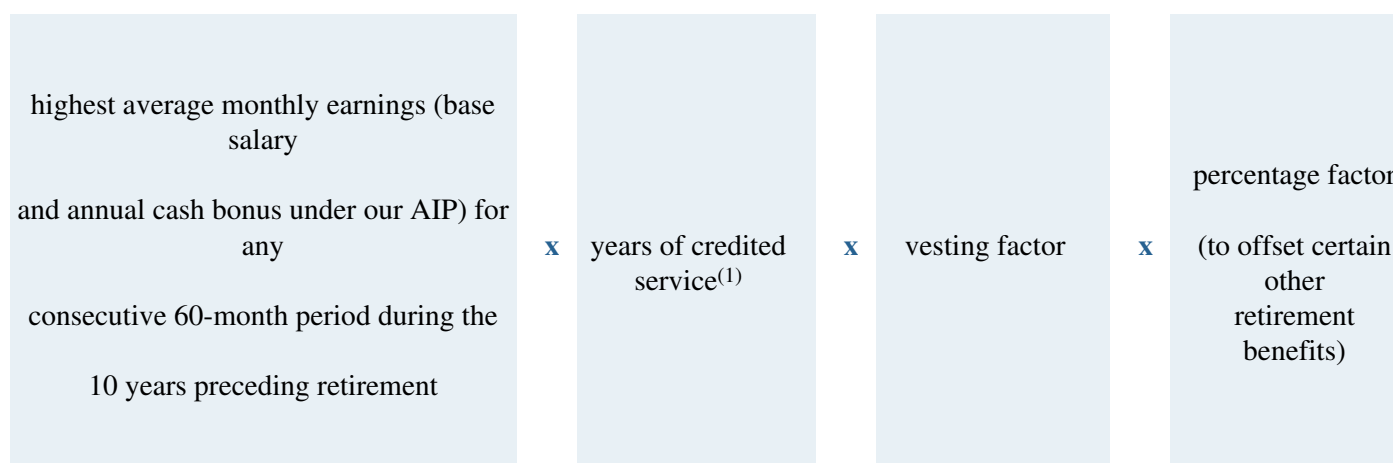 highest average monthly earnings (base
salary
and annual cash bonus under our AIP) for
any
consecutive 60-month period during the
10 years preceding retirement
x
years of credited
service(1)
x
vesting factor
x
percentage factor
(to offset certain
other
retirement
benefits)